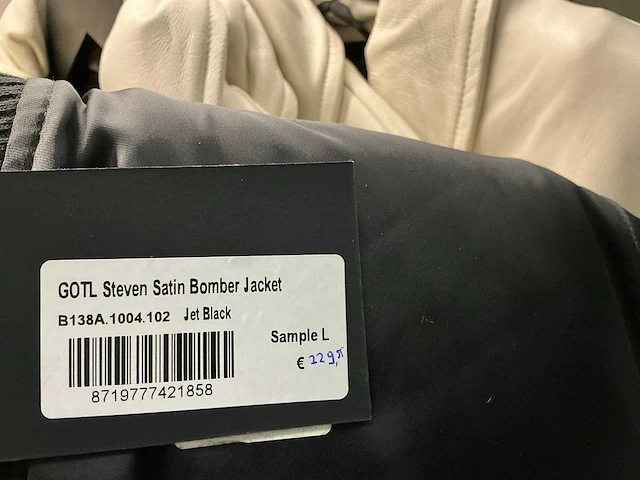 GOTL Steven Satin Bomber Jacket
B138A.1004.102 Jet Black
Sample L
€ 229,95
8719777421858